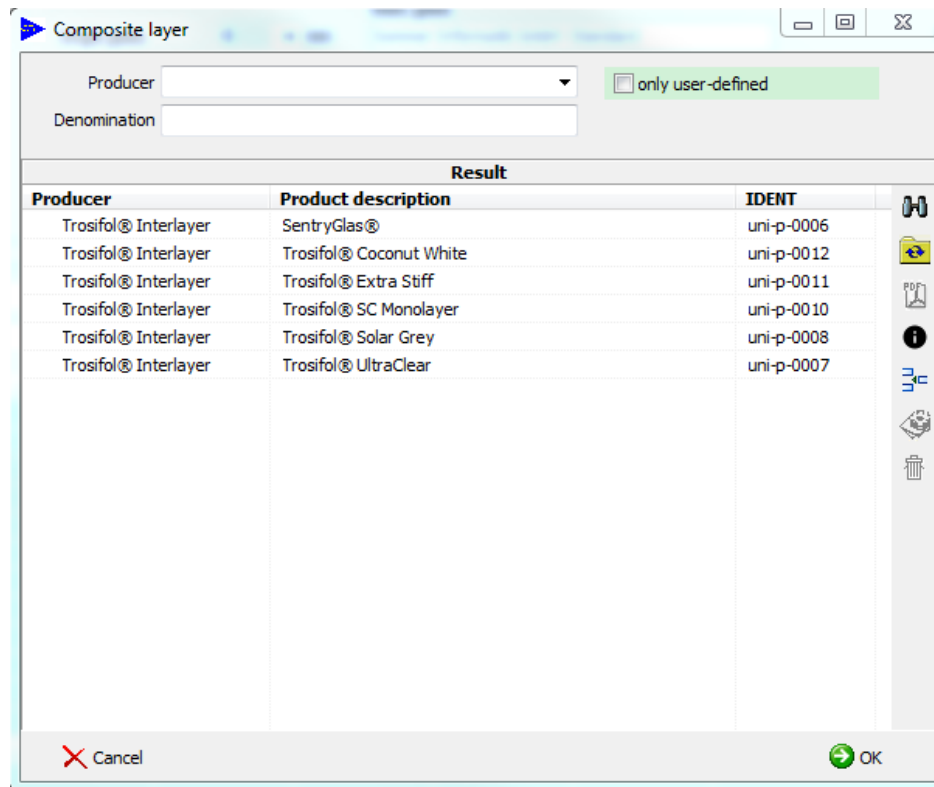 Composite layer
Producer
only user-defined
Denomination
Result
Producer Product description IDENT
Trosifol® Interlayer SentryGlas® uni-p-0006
Trosifol® Interlayer Trosifol® Coconut White uni-p-0012
Trosifol® Interlayer Trosifol® Extra Stiff uni-p-0011
Trosifol® Interlayer Trosifol® SC Monolayer uni-p-0010
Trosifol® Interlayer Trosifol® Solar Grey uni-p-0008
Trosifol® Interlayer Trosifol® UltraClear uni-p-0007
PDF
Cancel OK